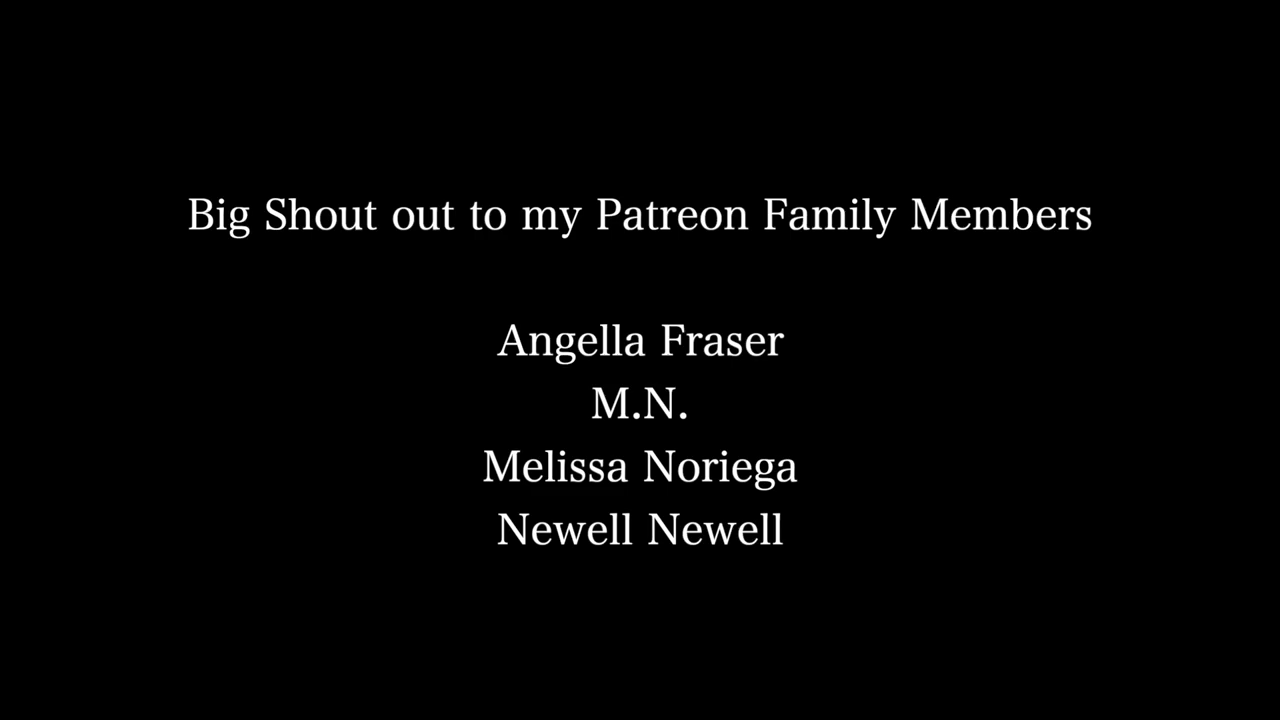 Big Shout out to my Patreon Family Members
Angella Fraser
M.N.
Melissa Noriega
Newell Newell